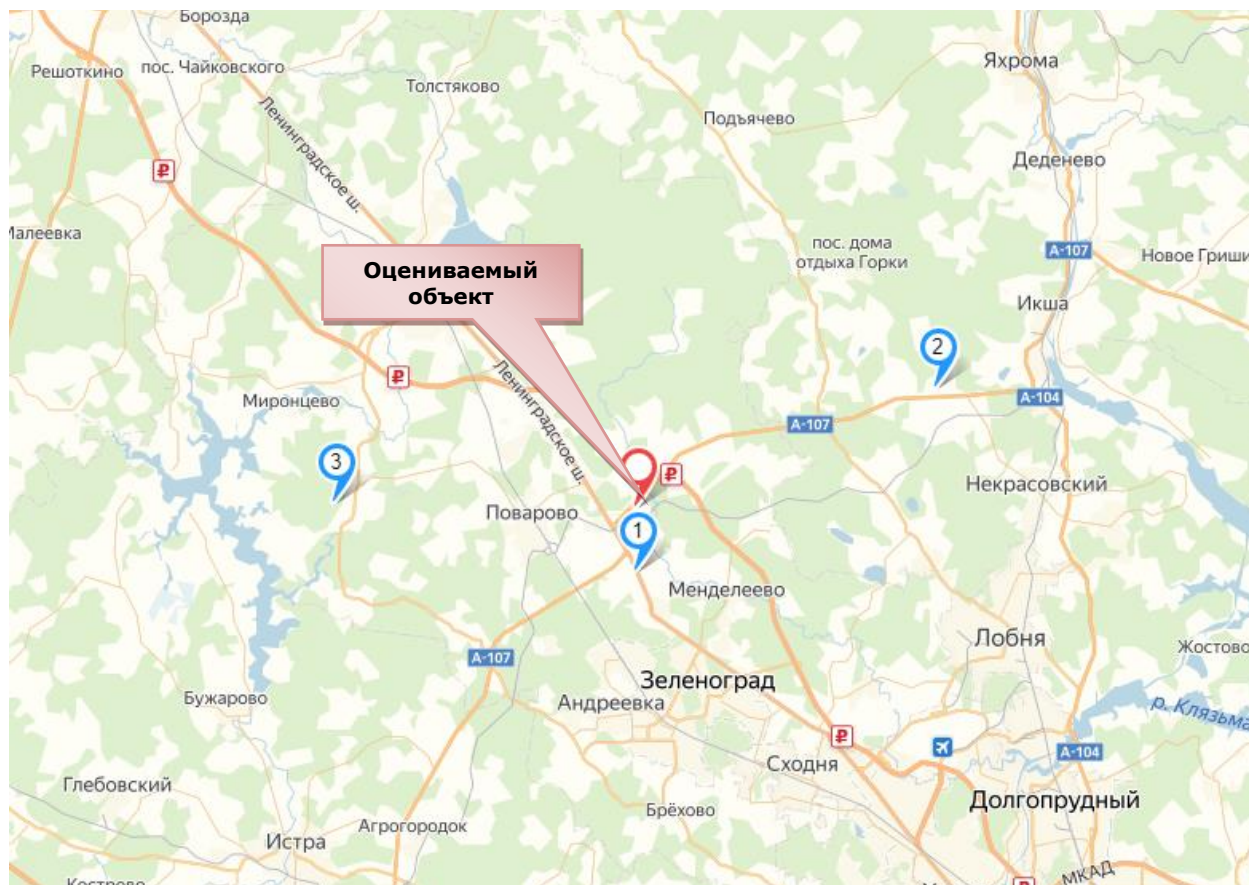 Борозда
Решоткино
пос. Чайковского
Толстяково
Яхрома
Ленинградское ш.
Подъячево
₽
Деденево
Малеевка
пос. дома
отдыха Горки
А-107
Новое Гриши
Оцениваемый
объект
Икша
2
₽
Ленинградское ш.
А-104
Миронцево
А-107
3
₽
Некрасовский
Поварово
1
Менделеево
Лобня
Жостово
А-107
Зеленоград
Бужарово
Андреевка
р. Клязьма
₽
А-104
Сходня
Глебовский
Долгопрудный
Брёхово
Агрогородок
Истра
МКАД
Кострово
₽